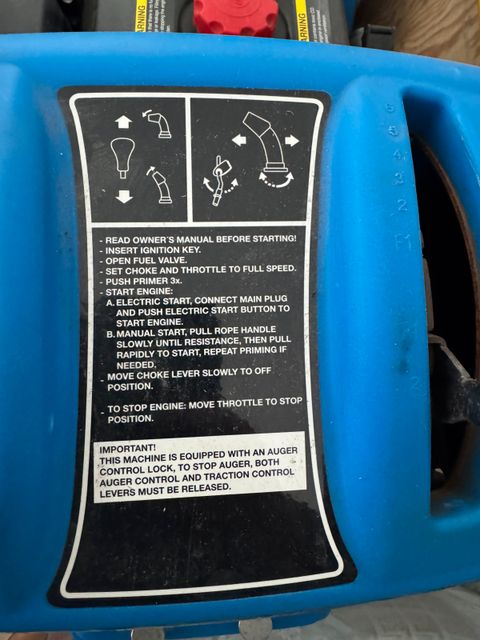 WARNING
WARNING
- READ OWNER'S MANUAL BEFORE STARTING!
- INSERT IGNITION KEY.
- OPEN FUEL VALVE.
- SET CHOKE AND THROTTLE TO FULL SPEED.
- PUSH PRIMER 3x.
- START ENGINE:
A. ELECTRIC START, CONNECT MAIN PLUG
AND PUSH ELECTRIC START BUTTON TO
START ENGINE.
B. MANUAL START, PULL ROPE HANDLE
SLOWLY UNTIL RESISTANCE, THEN PULL
RAPIDLY TO START, REPEAT PRIMING IF
NEEDED.
- MOVE CHOKE LEVER SLOWLY TO OFF
POSITION.
- TO STOP ENGINE: MOVE THROTTLE TO STOP
POSITION.
IMPORTANT!
THIS MACHINE IS EQUIPPED WITH AN AUGER
CONTROL LOCK, TO STOP AUGER, BOTH
AUGER CONTROL AND TRACTION CONTROL
LEVERS MUST BE RELEASED.
5
4
3
2
2